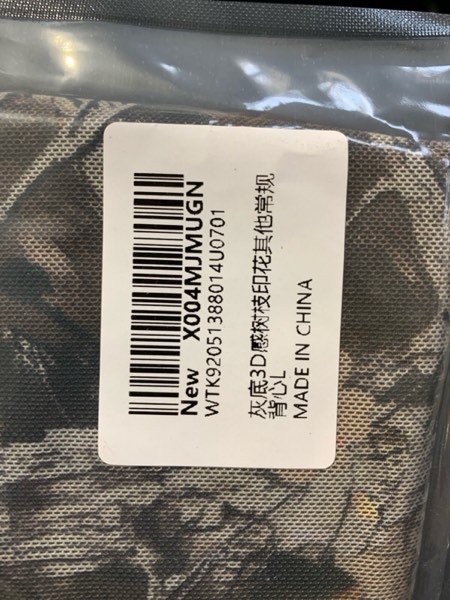 New X004MJMUGN
WTK92051388014U0701
灰底3D感树枝印花其他常规
背心L
MADE IN CHINA